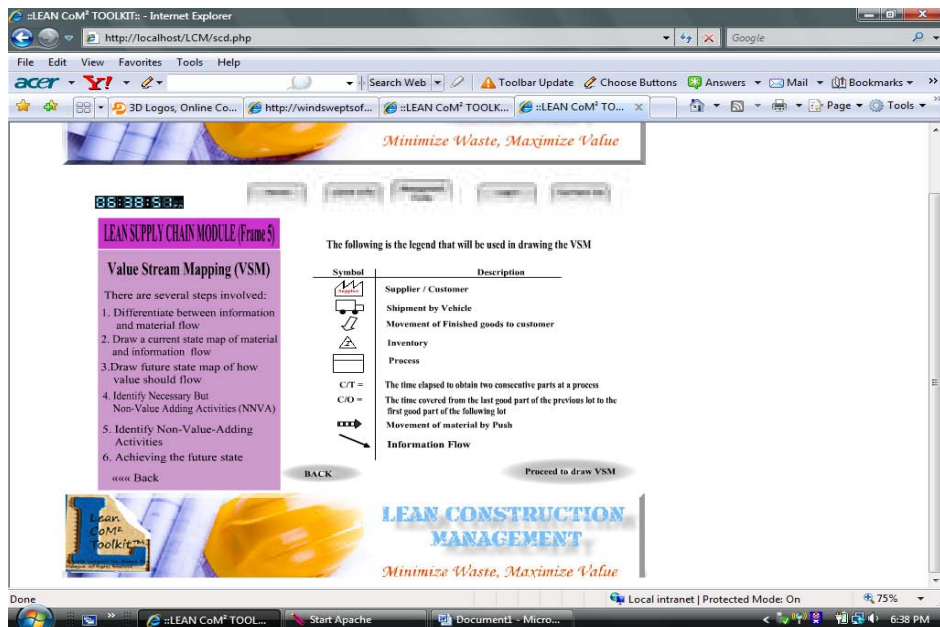 ::LEAN CoM² TOOLKIT:: - Internet Explorer
http://localhost/LCM/scd.php
Google
File Edit View Favorites Tools Help
acer Y! Search Web Toolbar Update Choose Buttons Answers Mail Bookmarks
3D Logos, Online Co... http://windsweptsof... ::LEAN CoM² TOOLK... ::LEAN CoM² TO... Page Tools
Minimize Waste, Maximize Value
LEAN SUPPLY CHAIN MODULE (Frame 5)
Value Stream Mapping (VSM)
There are several steps involved:
1. Differentiate between information
and material flow
2. Draw a current state map of material
and information flow
3.Draw future state map of how
value should flow
4. Identify Necessary But
Non-Value Adding Activities (NNVA)
5. Identify Non-Value-Adding
Activities
6. Achieving the future state
««« Back
The following is the legend that will be used in drawing the VSM
Symbol Description
Supplier Supplier / Customer
Shipment by Vehicle
Movement of Finished goods to customer
Inventory
Process
C/T = The time elapsed to obtain two consecutive parts at a process
C/O = The time covered from the last good part of the previous lot to the
first good part of the following lot
Movement of material by Push
Information Flow
BACK
Proceed to draw VSM
Lean
CoM²
Toolkit™
LEAN CONSTRUCTION
MANAGEMENT
Minimize Waste, Maximize Value
Done Local intranet | Protected Mode: On 75%
::LEAN CoM² TOOL... Start Apache Document1 - Micro... 6:38 PM